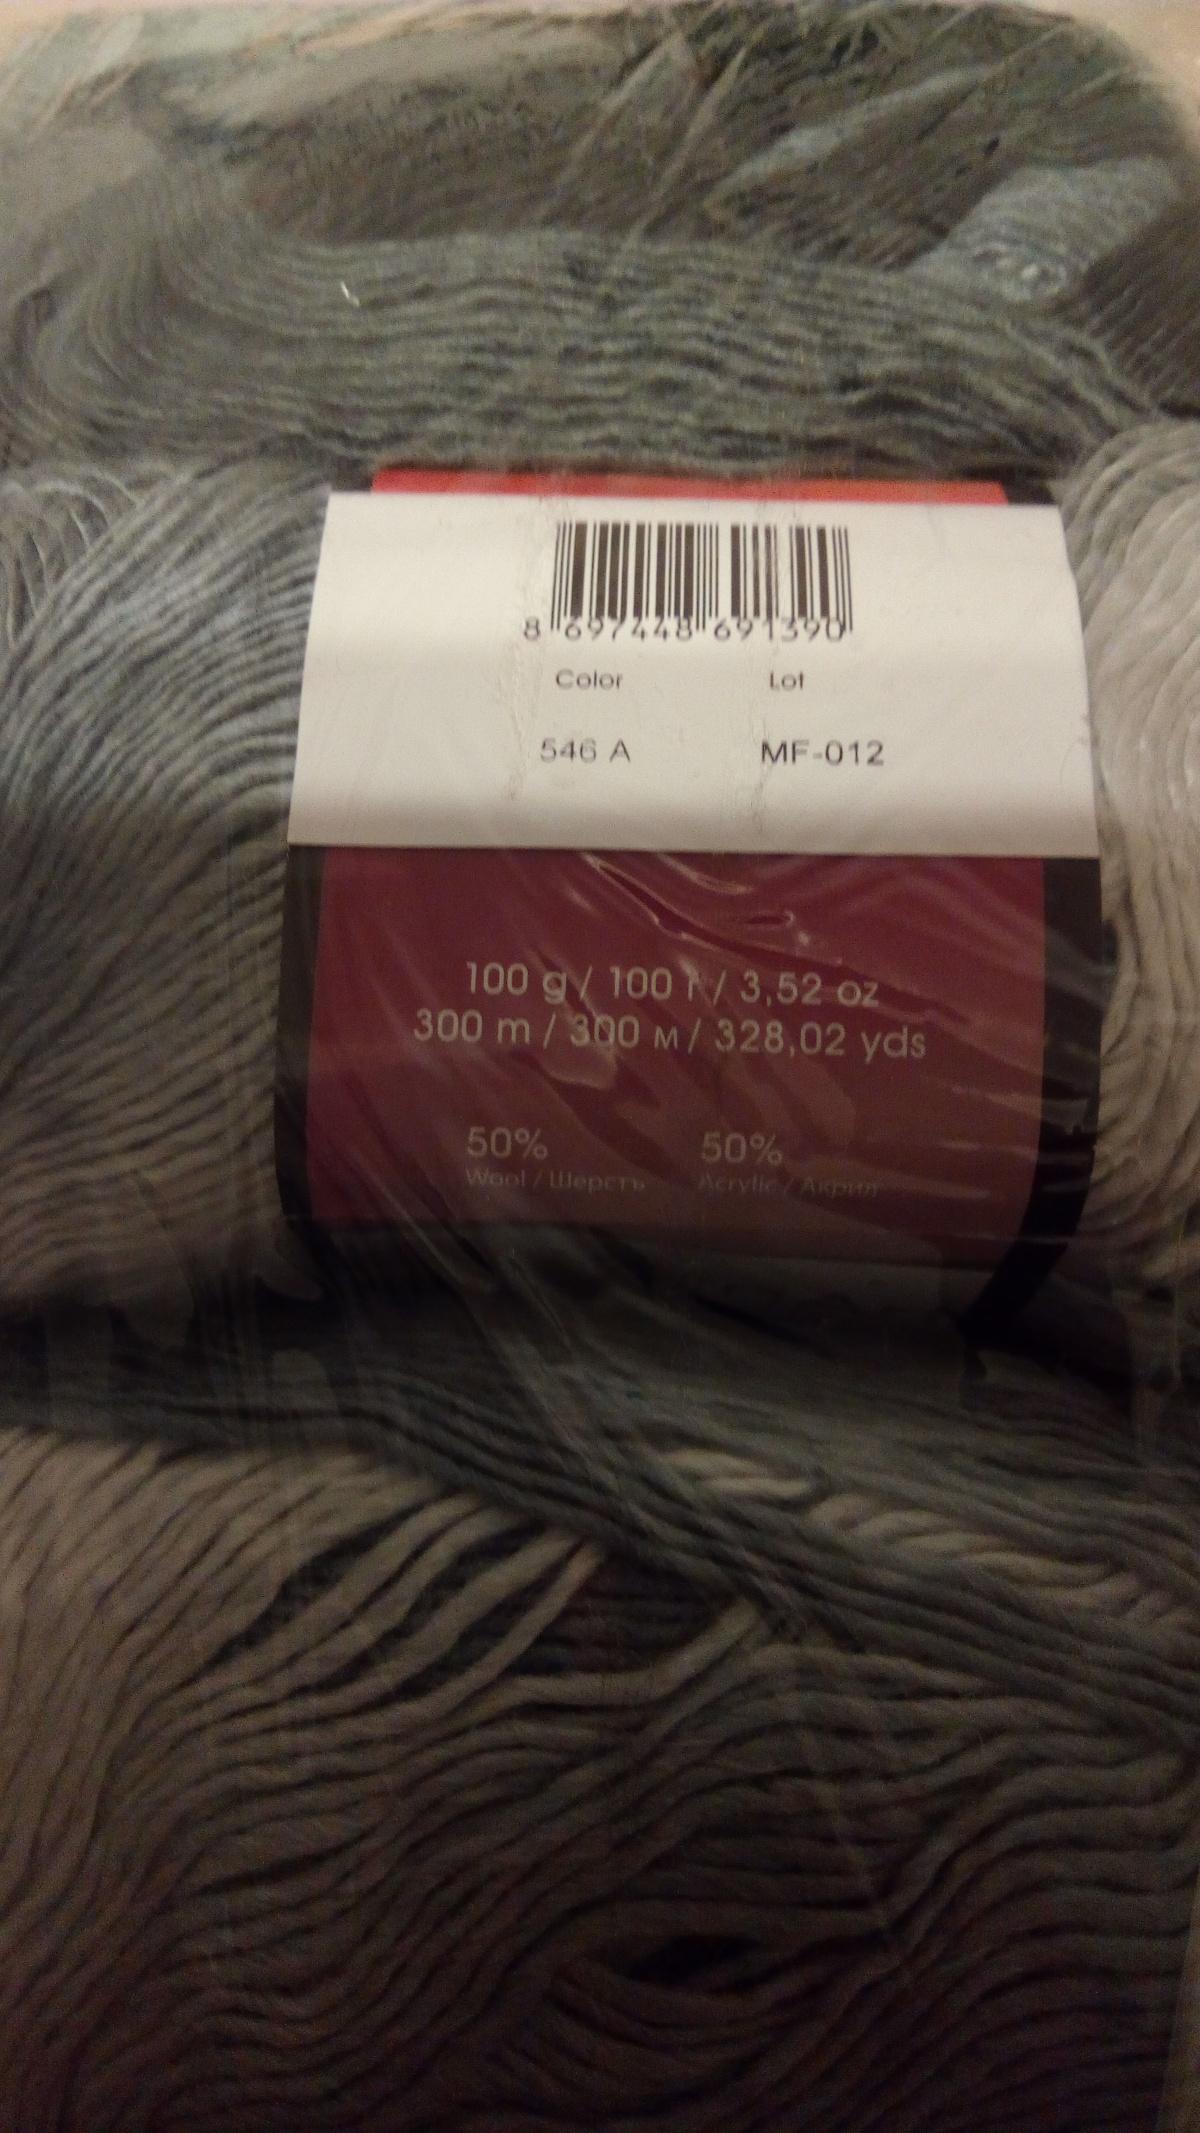 8 697448 691390
Color Lot
546 A MF-012
100 g / 100 г / 3,52 oz
300 m / 300 м / 328,02 yds
50% 50%
Wool / Шерсть Acrylic / Акрил